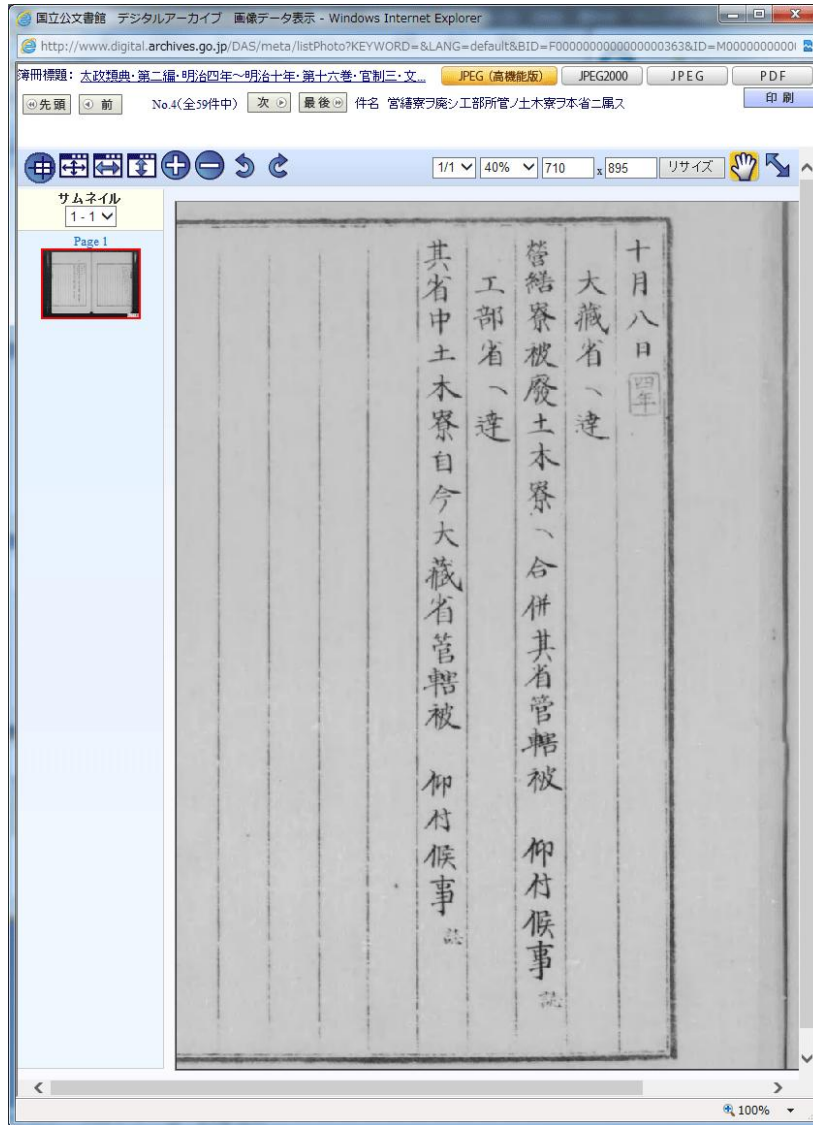 国立公文書館 デジタルアーカイブ 画像データ表示 - Windows Internet Explorer
http://www.digital.archives.go.jp/DAS/meta/listPhoto?KEYWORD=&LANG=default&BID=F0000000000000000363&ID=M00000000000
簿冊標題: 太政類典・第二編・明治四年~明治十年・第十六巻・官制三・文...
JPEG (高機能版) JPEG2000 JPEG PDF
先頭 前 No.4(全59件中) 次 最後 件名 営繕寮ヲ廃シ工部所管ノ土木寮ヲ本省ニ属ス 印刷
1/1 40% 710 x 895 リサイズ
サムネイル
1 - 1
Page 1
十月八日 四年
大藏省ヘ達
營繕寮被廢土木寮ヘ合併其省管轄被 仰付候事 誌
工部省ヘ達
其省中土木寮自今大藏省管轄被 仰付候事 誌
100%